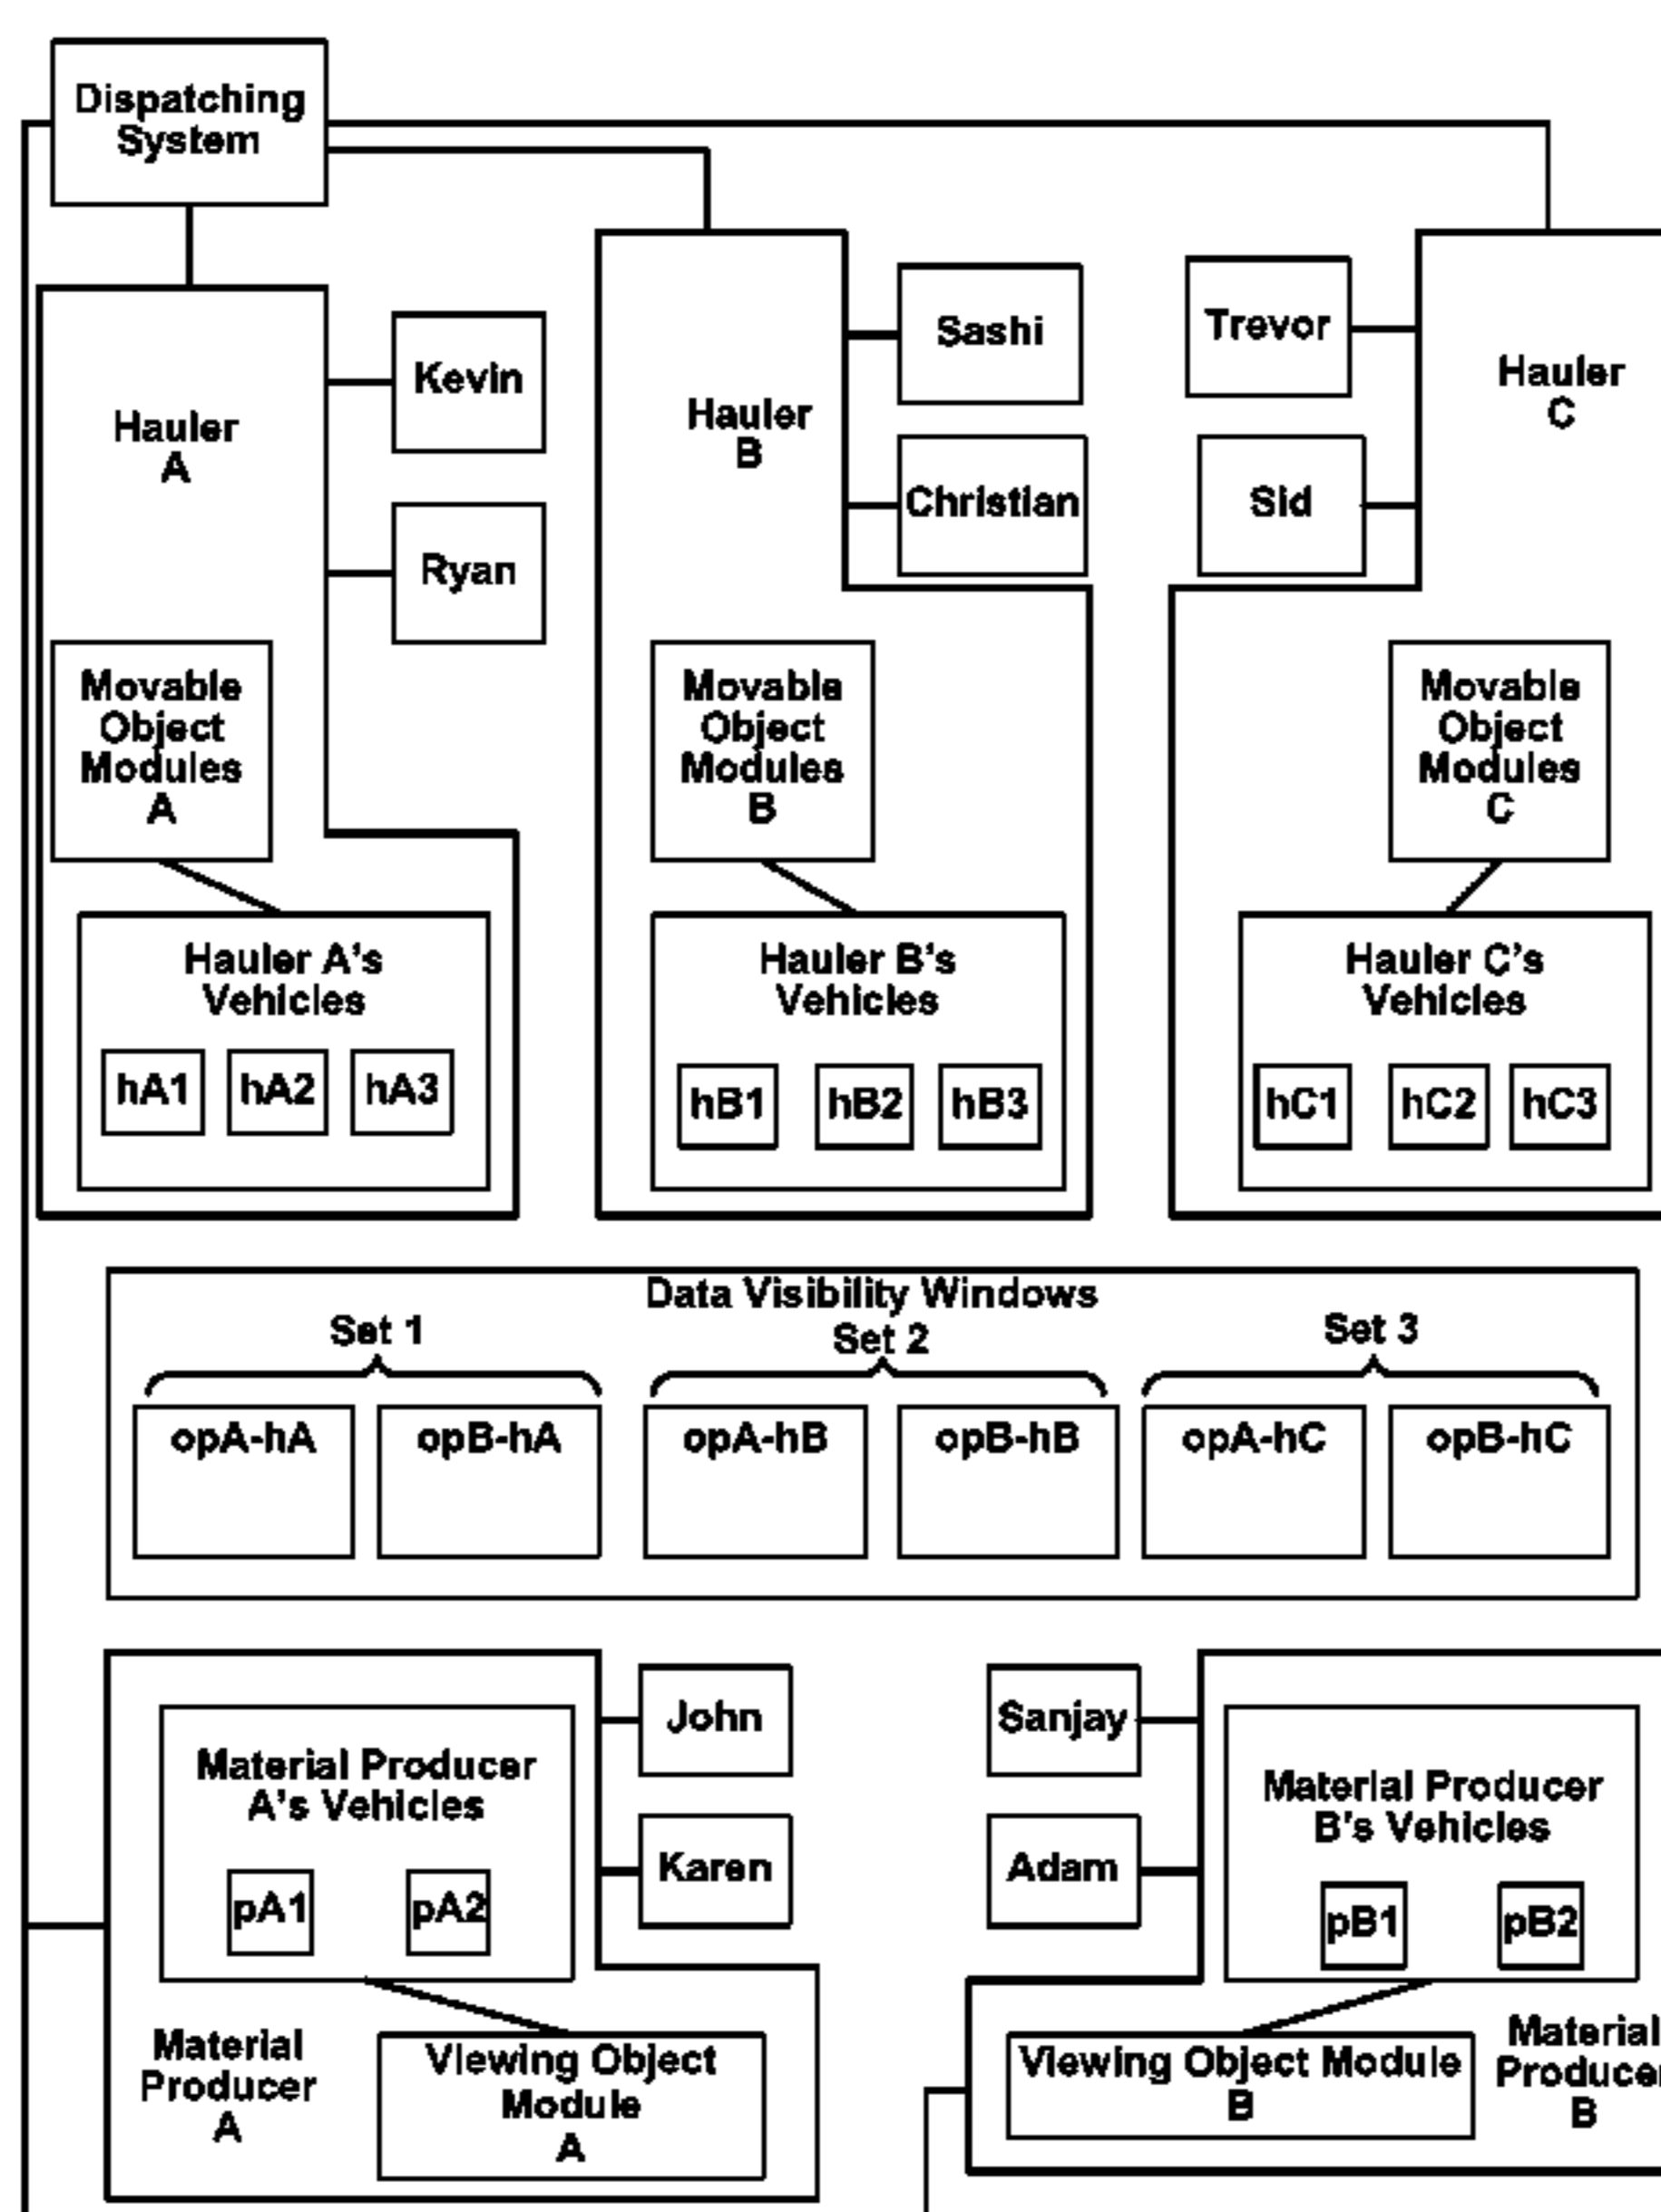 Dispatching
System
Hauler
A
Kevin
Ryan
Movable
Object
Modules
A
Hauler A's
Vehicles
hA1 hA2 hA3
Hauler
B
Sashi
Christian
Movable
Object
Modules
B
Hauler B's
Vehicles
hB1 hB2 hB3
Trevor
Sid
Hauler
C
Movable
Object
Modules
C
Hauler C's
Vehicles
hC1 hC2 hC3
Data Visibility Windows
Set 1 Set 2 Set 3
opA-hA opB-hA opA-hB opB-hB opA-hC opB-hC
Material Producer
A's Vehicles
pA1 pA2
John
Karen
Material
Producer
A
Viewing Object
Module
A
Sanjay
Adam
Material Producer
B's Vehicles
pB1 pB2
Viewing Object Module
B
Material
Producer
B